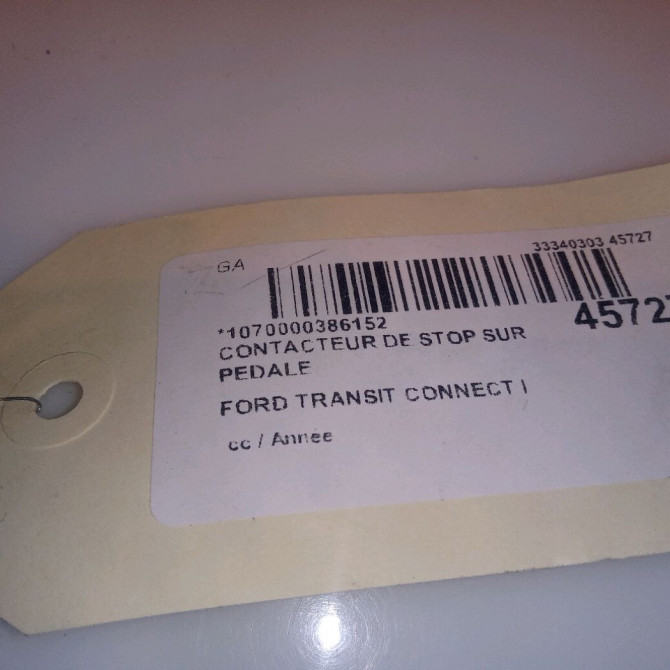 GA
33340303 45727
*1070000386152
4572
CONTACTEUR DE STOP SUR
PEDALE
FORD TRANSIT CONNECT I
cc / Année